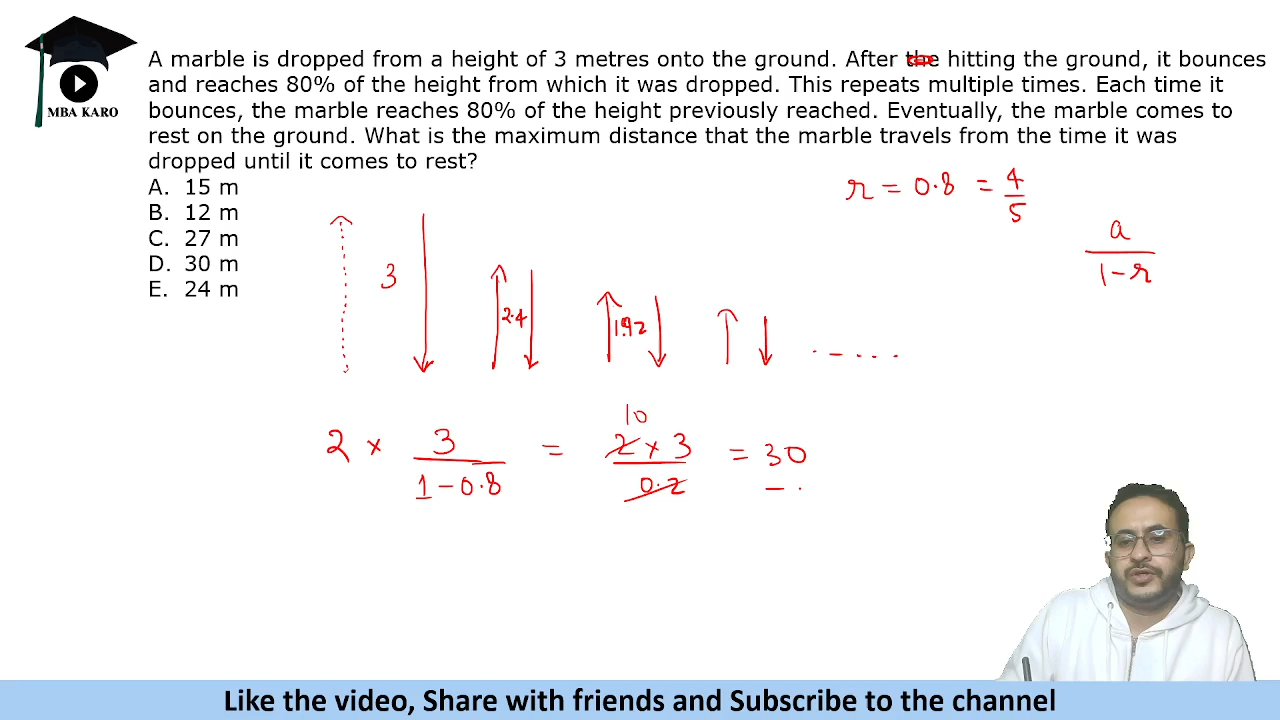 MBA KARO
A marble is dropped from a height of 3 metres onto the ground. After the hitting the ground, it bounces
and reaches 80% of the height from which it was dropped. This repeats multiple times. Each time it
bounces, the marble reaches 80% of the height previously reached. Eventually, the marble comes to
rest on the ground. What is the maximum distance that the marble travels from the time it was
dropped until it comes to rest?
A. 15 m
B. 12 m
C. 27 m
D. 30 m
E. 24 m
r = 0.8 = 4/5
a/(1-r)
3
2.4
1.92
10
2 × 3/(1-0.8) = 2×3/0.2 = 30
Like the video, Share with friends and Subscribe to the channel